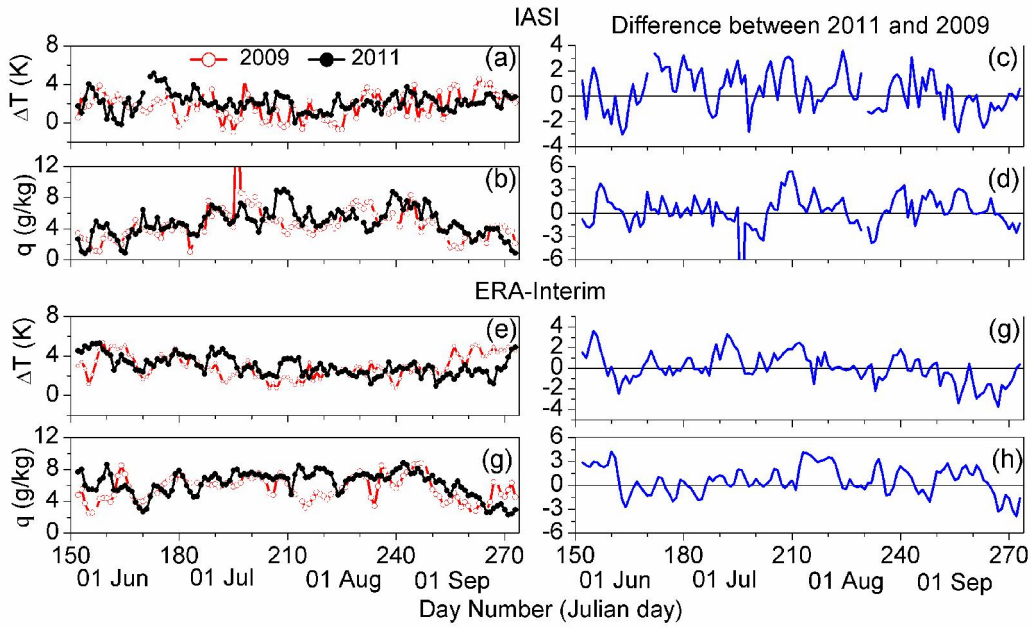 IASI
Difference between 2011 and 2009
2009 2011
(a)
(c)
ΔT (K)
8
4
0
4
2
0
-2
-4
(b)
(d)
q (g/kg)
12
8
4
0
6
3
0
-3
-6
ERA-Interim
(e)
(g)
ΔT (K)
8
4
0
4
2
0
-2
-4
(g)
(h)
q (g/kg)
12
8
4
0
6
3
0
-3
-6
150 180 210 240 270 150 180 210 240 270
01 Jun 01 Jul 01 Aug 01 Sep 01 Jun 01 Jul 01 Aug 01 Sep
Day Number (Julian day)